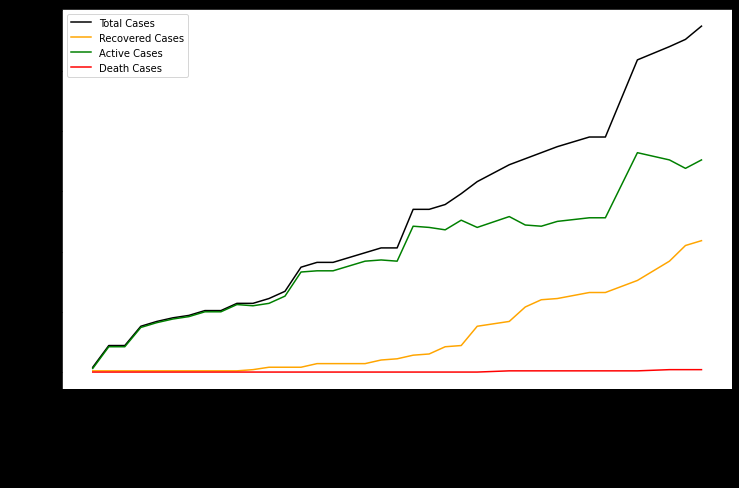 Total Cases
Recovered Cases
Active Cases
Death Cases